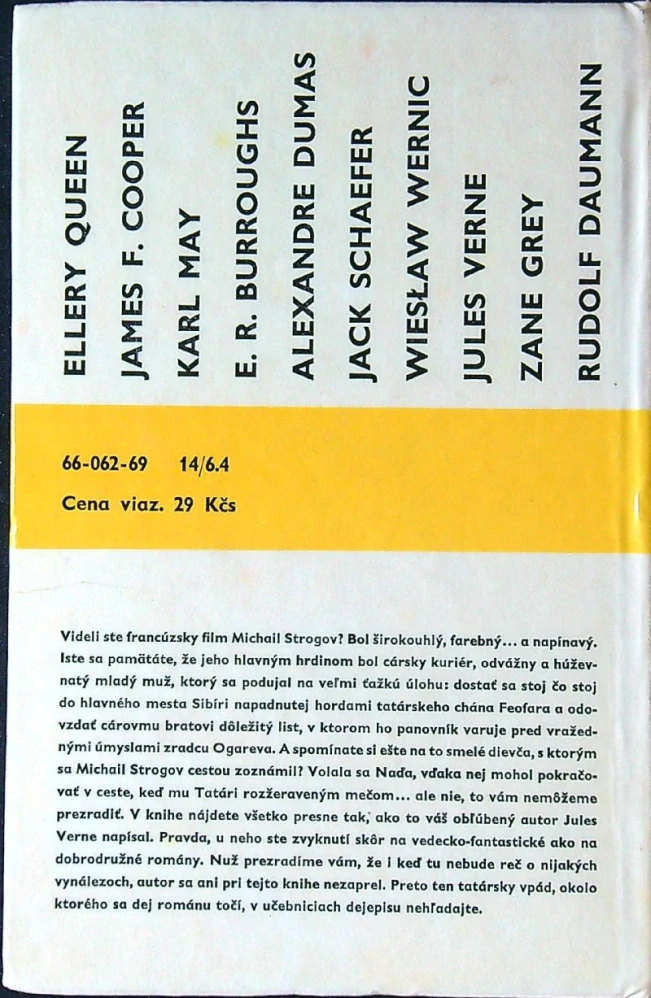 ELLERY QUEEN
JAMES F. COOPER
KARL MAY
E. R. BURROUGHS
ALEXANDRE DUMAS
JACK SCHAEFER
WIESŁAW WERNIC
JULES VERNE
ZANE GREY
RUDOLF DAUMANN
66-062-69 14/6.4
Cena viaz. 29 Kčs
Videli ste francúzsky film Michail Strogov? Bol širokouhlý, farebný... a napínavý.
Iste sa pamätáte, že jeho hlavným hrdinom bol cársky kuriér, odvážny a húžev-
natý mladý muž, ktorý sa podujal na veľmi ťažkú úlohu: dostať sa stoj čo stoj
do hlavného mesta Sibíri napadnutej hordami tatárskeho chána Feofara a odo-
vzdať cárovmu bratovi dôležitý list, v ktorom ho panovník varuje pred vražed-
nými úmyslami zradcu Ogareva. A spomínate si ešte na to smelé dievča, s ktorým
sa Michail Strogov cestou zoznámil? Volala sa Naďa, vďaka nej mohol pokračo-
vať v ceste, keď mu Tatári rozžeraveným mečom... ale nie, to vám nemôžeme
prezradiť. V knihe nájdete všetko presne tak, ako to váš obľúbený autor Jules
Verne napísal. Pravda, u neho ste zvyknutí skôr na vedecko-fantastické ako na
dobrodružné romány. Nuž prezradíme vám, že i keď tu nebude reč o nijakých
vynálezoch, autor sa ani pri tejto knihe nezaprel. Preto ten tatársky vpád, okolo
ktorého sa dej románu točí, v učebniciach dejepisu nehľadajte.